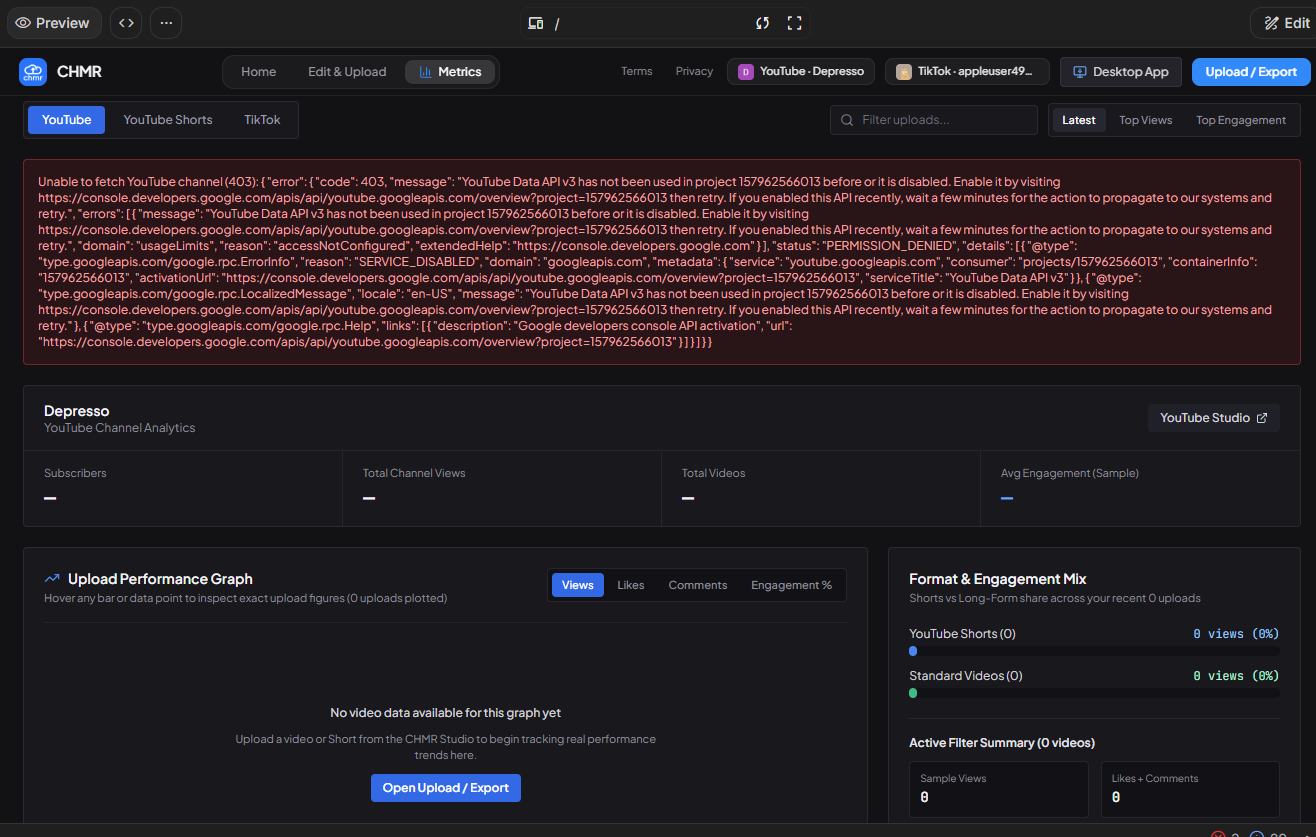 Preview
<>
/
Edit
chmr
CHMR
Home
Edit & Upload
Metrics
Terms
Privacy
D
YouTube · Depresso
TikTok · appleuser49...
Desktop App
Upload / Export
YouTube
YouTube Shorts
TikTok
Filter uploads...
Latest
Top Views
Top Engagement
Unable to fetch YouTube channel (403): { "error": { "code": 403, "message": "YouTube Data API v3 has not been used in project 157962566013 before or it is disabled. Enable it by visiting
https://console.developers.google.com/apis/api/youtube.googleapis.com/overview?project=157962566013 then retry. If you enabled this API recently, wait a few minutes for the action to propagate to our systems and
retry.", "errors": [ { "message": "YouTube Data API v3 has not been used in project 157962566013 before or it is disabled. Enable it by visiting
https://console.developers.google.com/apis/api/youtube.googleapis.com/overview?project=157962566013 then retry. If you enabled this API recently, wait a few minutes for the action to propagate to our systems and
retry.", "domain": "usageLimits", "reason": "accessNotConfigured", "extendedHelp": "https://console.developers.google.com" } ], "status": "PERMISSION_DENIED", "details": [ { "@type":
"type.googleapis.com/google.rpc.ErrorInfo", "reason": "SERVICE_DISABLED", "domain": "googleapis.com", "metadata": { "service": "youtube.googleapis.com", "consumer": "projects/157962566013", "containerInfo":
"157962566013", "activationUrl": "https://console.developers.google.com/apis/api/youtube.googleapis.com/overview?project=157962566013", "serviceTitle": "YouTube Data API v3" } }, { "@type":
"type.googleapis.com/google.rpc.LocalizedMessage", "locale": "en-US", "message": "YouTube Data API v3 has not been used in project 157962566013 before or it is disabled. Enable it by visiting
https://console.developers.google.com/apis/api/youtube.googleapis.com/overview?project=157962566013 then retry. If you enabled this API recently, wait a few minutes for the action to propagate to our systems and
retry." }, { "@type": "type.googleapis.com/google.rpc.Help", "links": [ { "description": "Google developers console API activation", "url":
"https://console.developers.google.com/apis/api/youtube.googleapis.com/overview?project=157962566013" } ] } ] } }
Depresso
YouTube Channel Analytics
YouTube Studio
Subscribers
Total Channel Views
Total Videos
Avg Engagement (Sample)
—
—
—
—
Upload Performance Graph
Hover any bar or data point to inspect exact upload figures (0 uploads plotted)
Views
Likes
Comments
Engagement %
No video data available for this graph yet
Upload a video or Short from the CHMR Studio to begin tracking real performance
trends here.
Open Upload / Export
Format & Engagement Mix
Shorts vs Long-Form share across your recent 0 uploads
YouTube Shorts (0)
0 views (0%)
Standard Videos (0)
0 views (0%)
Active Filter Summary (0 videos)
Sample Views
0
Likes + Comments
0